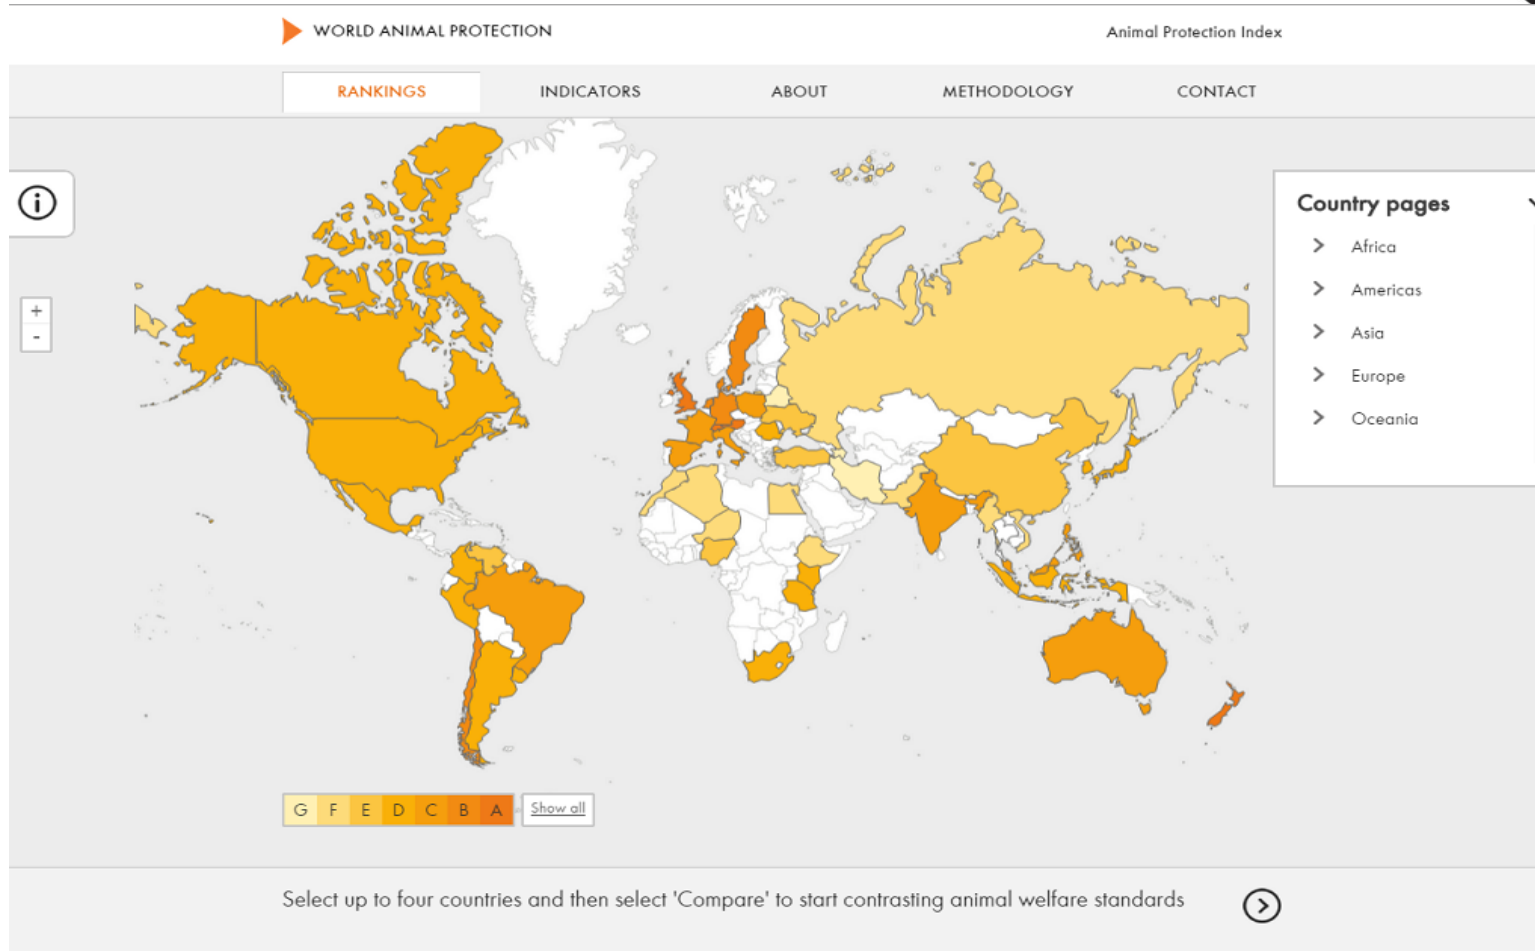 WORLD ANIMAL PROTECTION
Animal Protection Index
RANKINGS
INDICATORS
ABOUT
METHODOLOGY
CONTACT
i
+
-
Country pages
Africa
Americas
Asia
Europe
Oceania
G F E D C B A
Show all
Select up to four countries and then select 'Compare' to start contrasting animal welfare standards